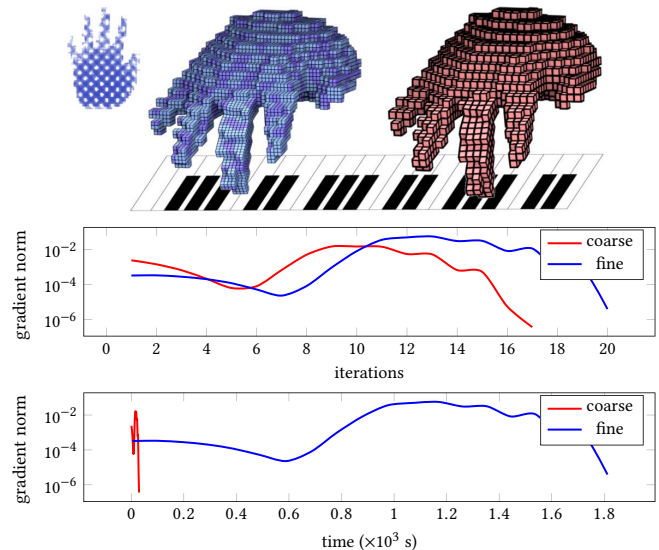 10^{-2}
10^{-4}
10^{-6}
gradient norm
coarse
fine
0 2 4 6 8 10 12 14 16 18 20
iterations
10^{-2}
10^{-4}
10^{-6}
gradient norm
coarse
fine
0 0.2 0.4 0.6 0.8 1 1.2 1.4 1.6 1.8
time (×10^3 s)